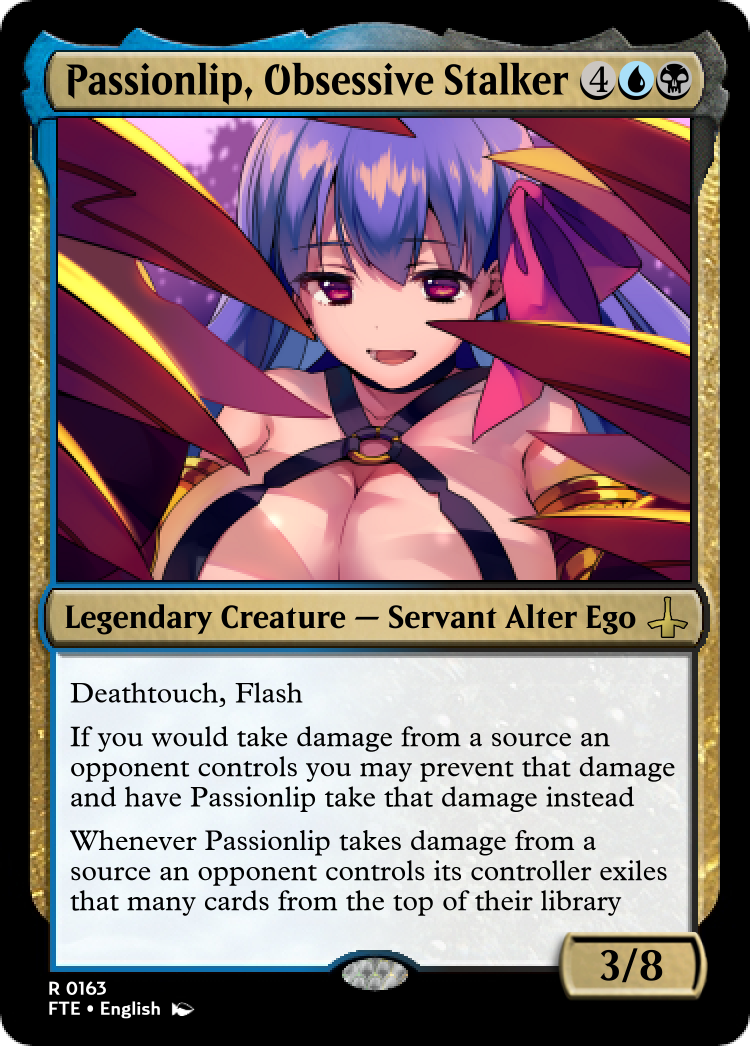 Passionlip, Obsessive Stalker 4
Legendary Creature — Servant Alter Ego
Deathtouch, Flash
If you would take damage from a source an
opponent controls you may prevent that damage
and have Passionlip take that damage instead
Whenever Passionlip takes damage from a
source an opponent controls its controller exiles
that many cards from the top of their library
3/8
R 0163
FTE • English